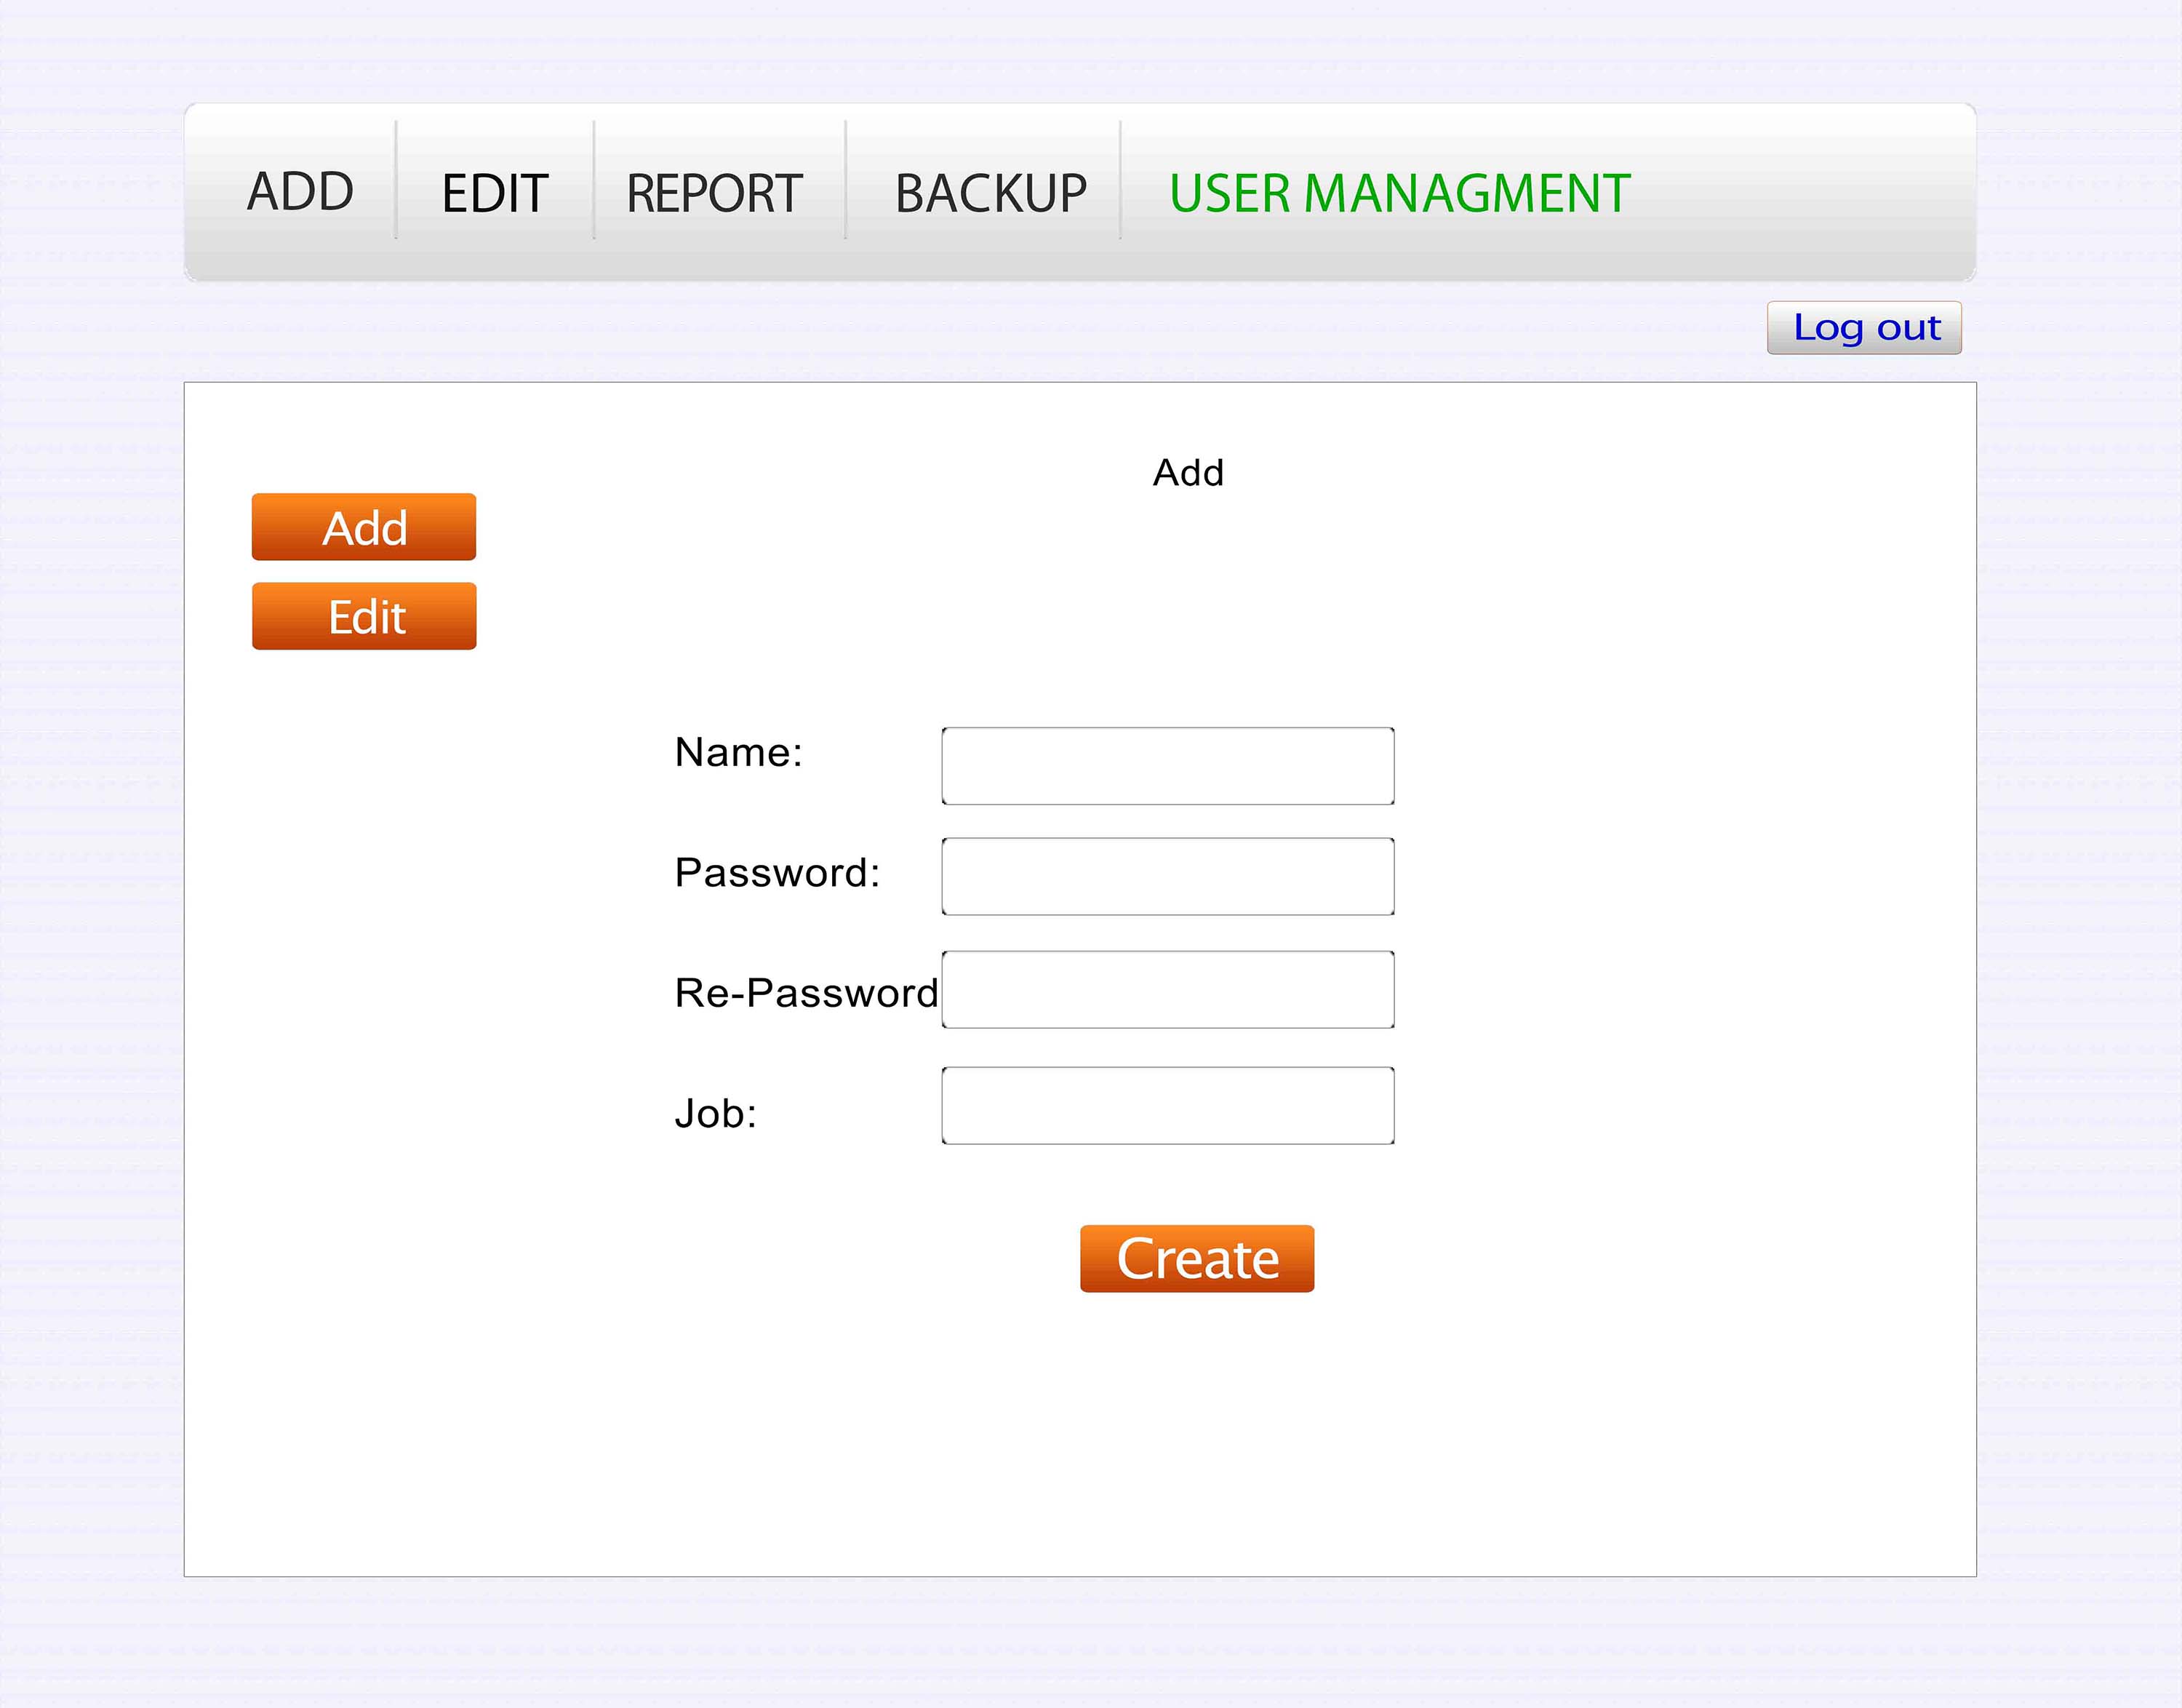 ADD EDIT REPORT BACKUP USER MANAGMENT
Log out
Add
Add
Edit
Name:
Password:
Re-Password
Job:
Create